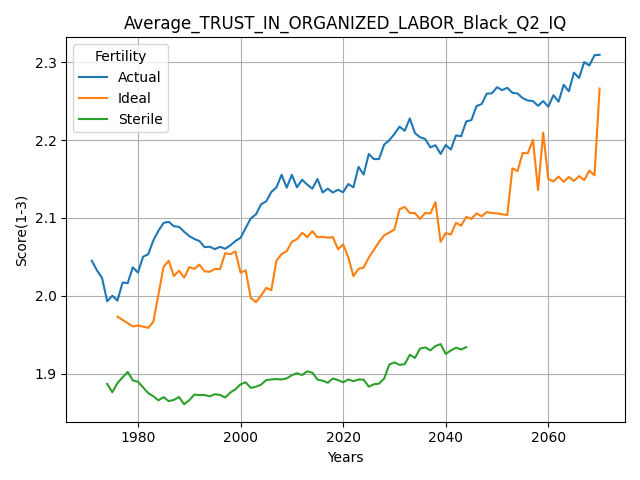 Average_TRUST_IN_ORGANIZED_LABOR_Black_Q2_IQ
Fertility
Actual
Ideal
Sterile
2.3
2.2
2.1
2.0
1.9
Score(1-3)
1980
2000
2020
2040
2060
Years